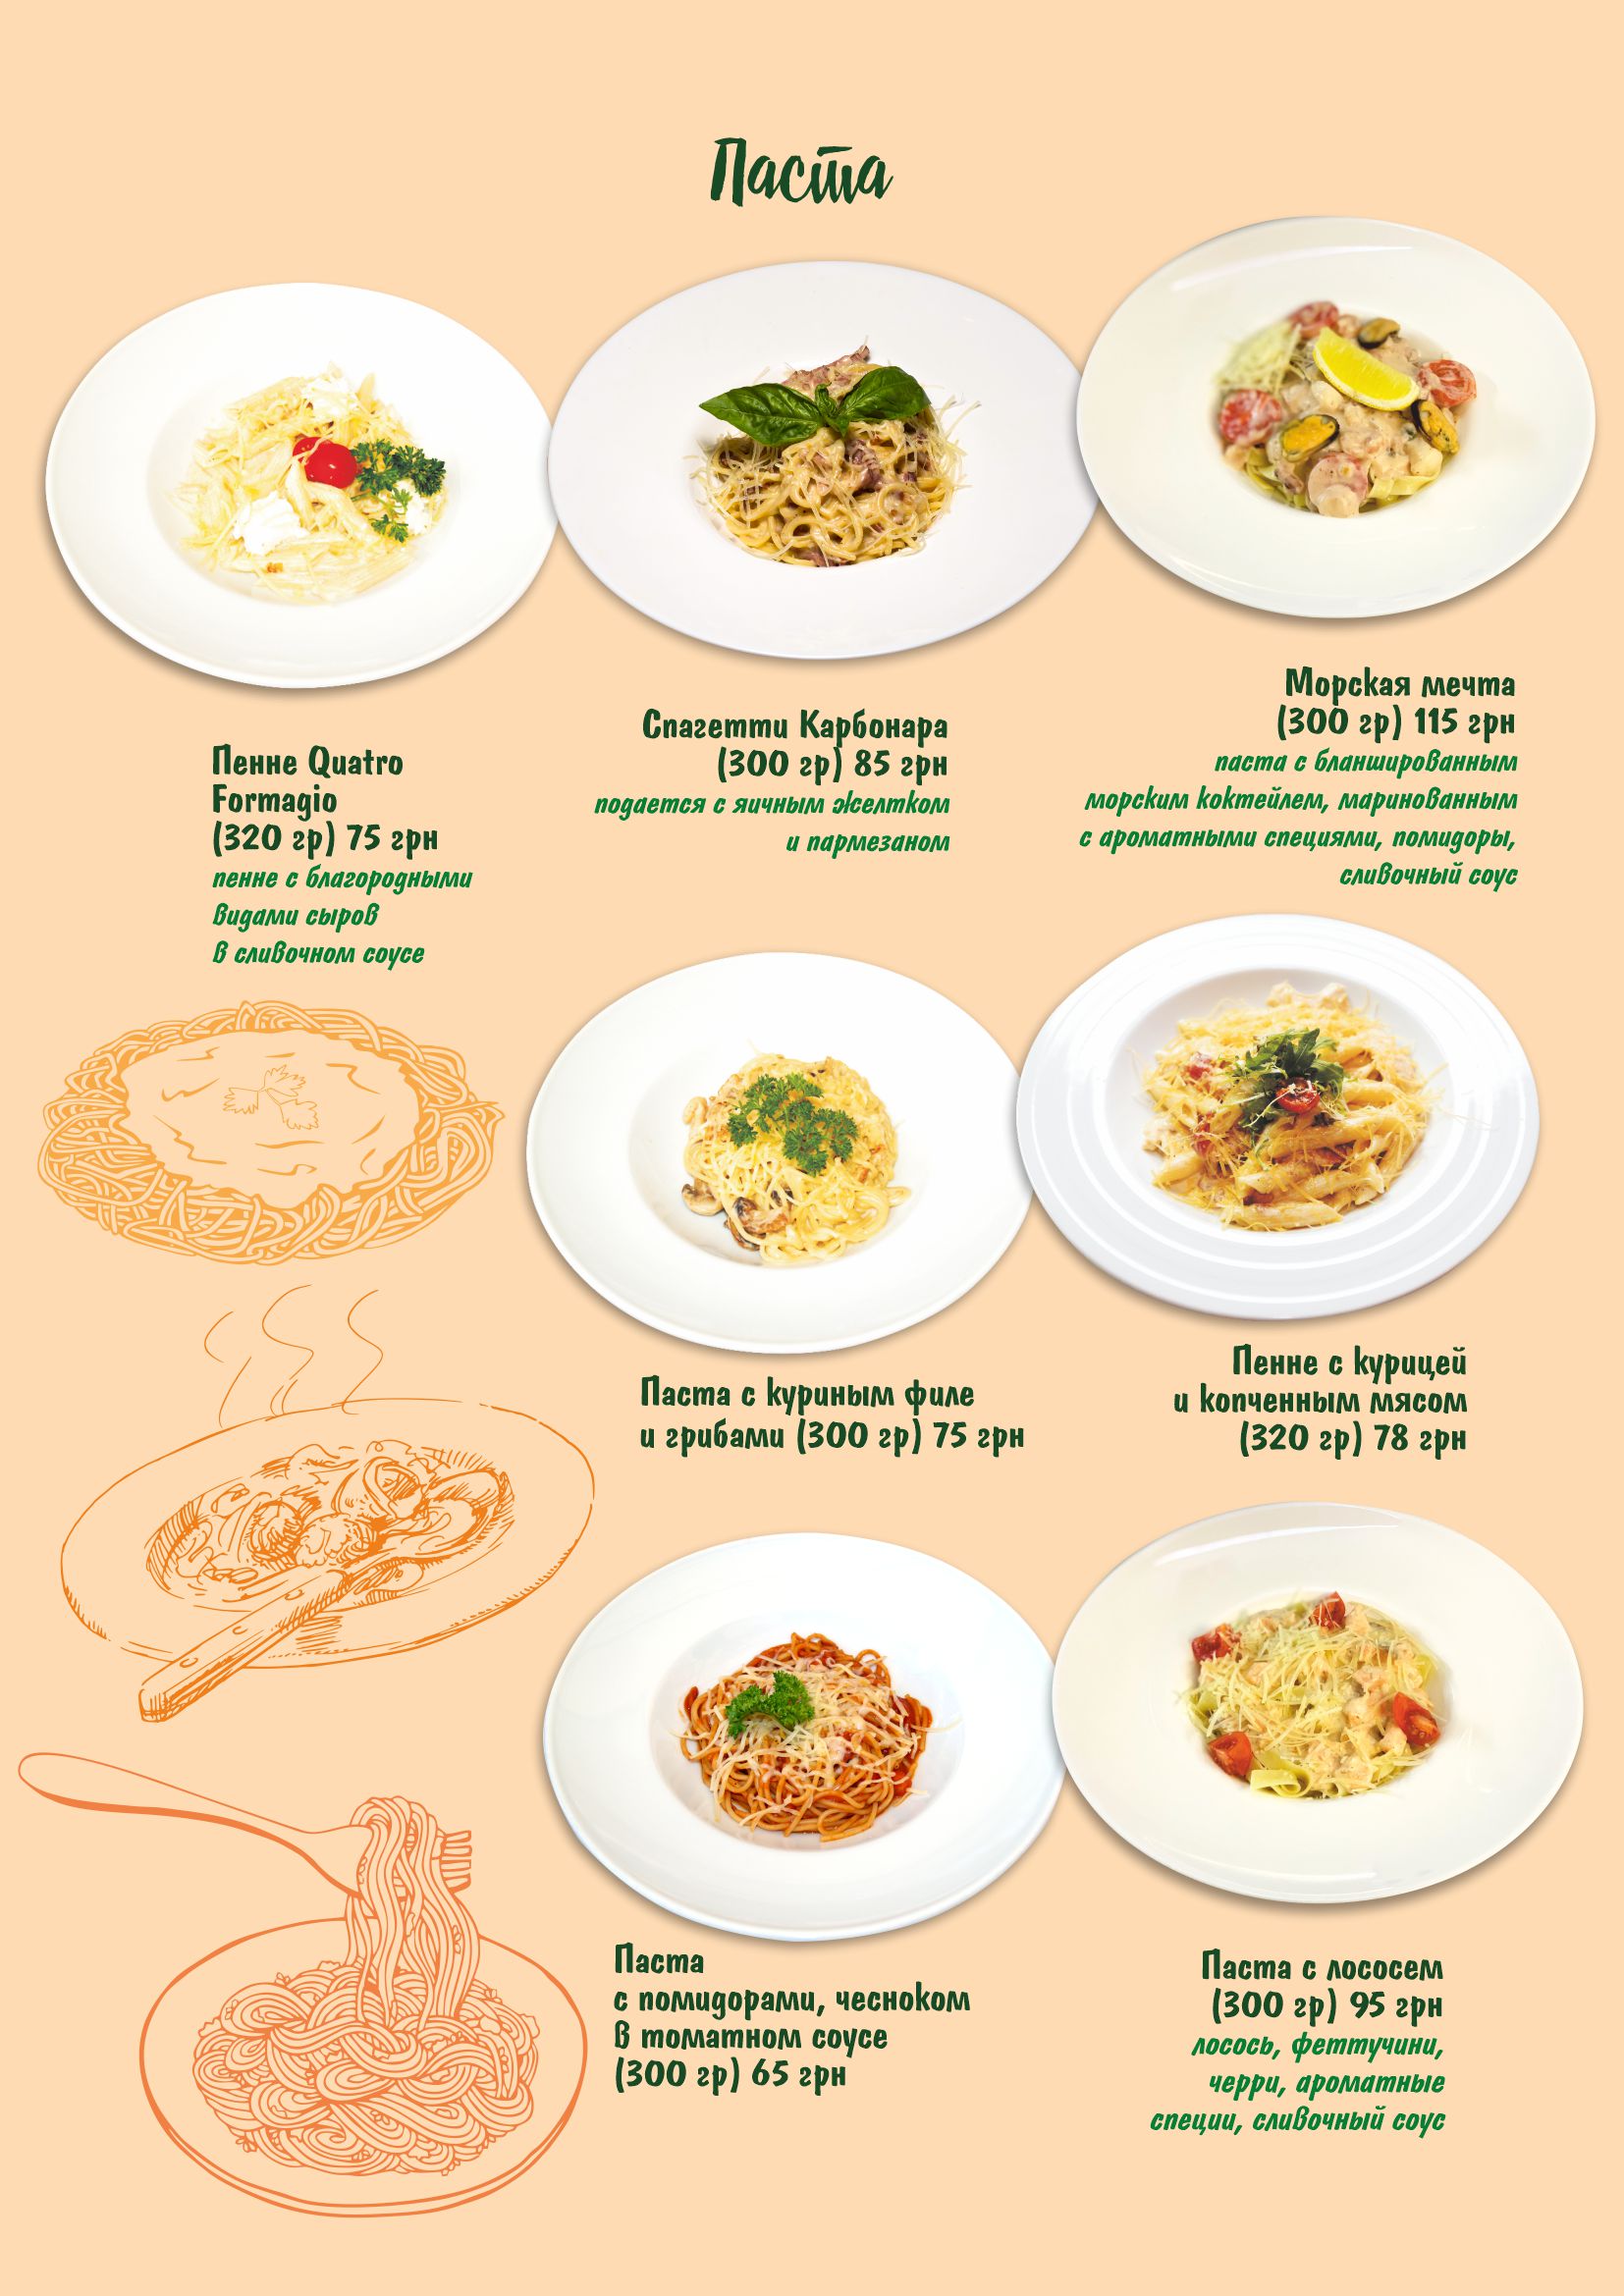 Паста
Пенне Quatro
Formagio
(320 гр) 75 грн
пенне с благородными
видами сыров
в сливочном соусе
Спагетти Карбонара
(300 гр) 85 грн
подается с яичным желтком
и пармезаном
Морская мечта
(300 гр) 115 грн
паста с бланшированным
морским коктейлем, маринованным
с ароматными специями, помидоры,
сливочный соус
Паста с куриным филе
и грибами (300 гр) 75 грн
Пенне с курицей
и копченным мясом
(320 гр) 78 грн
Паста
с помидорами, чесноком
в томатном соусе
(300 гр) 65 грн
Паста с лососем
(300 гр) 95 грн
лосось, феттучини,
черри, ароматные
специи, сливочный соус